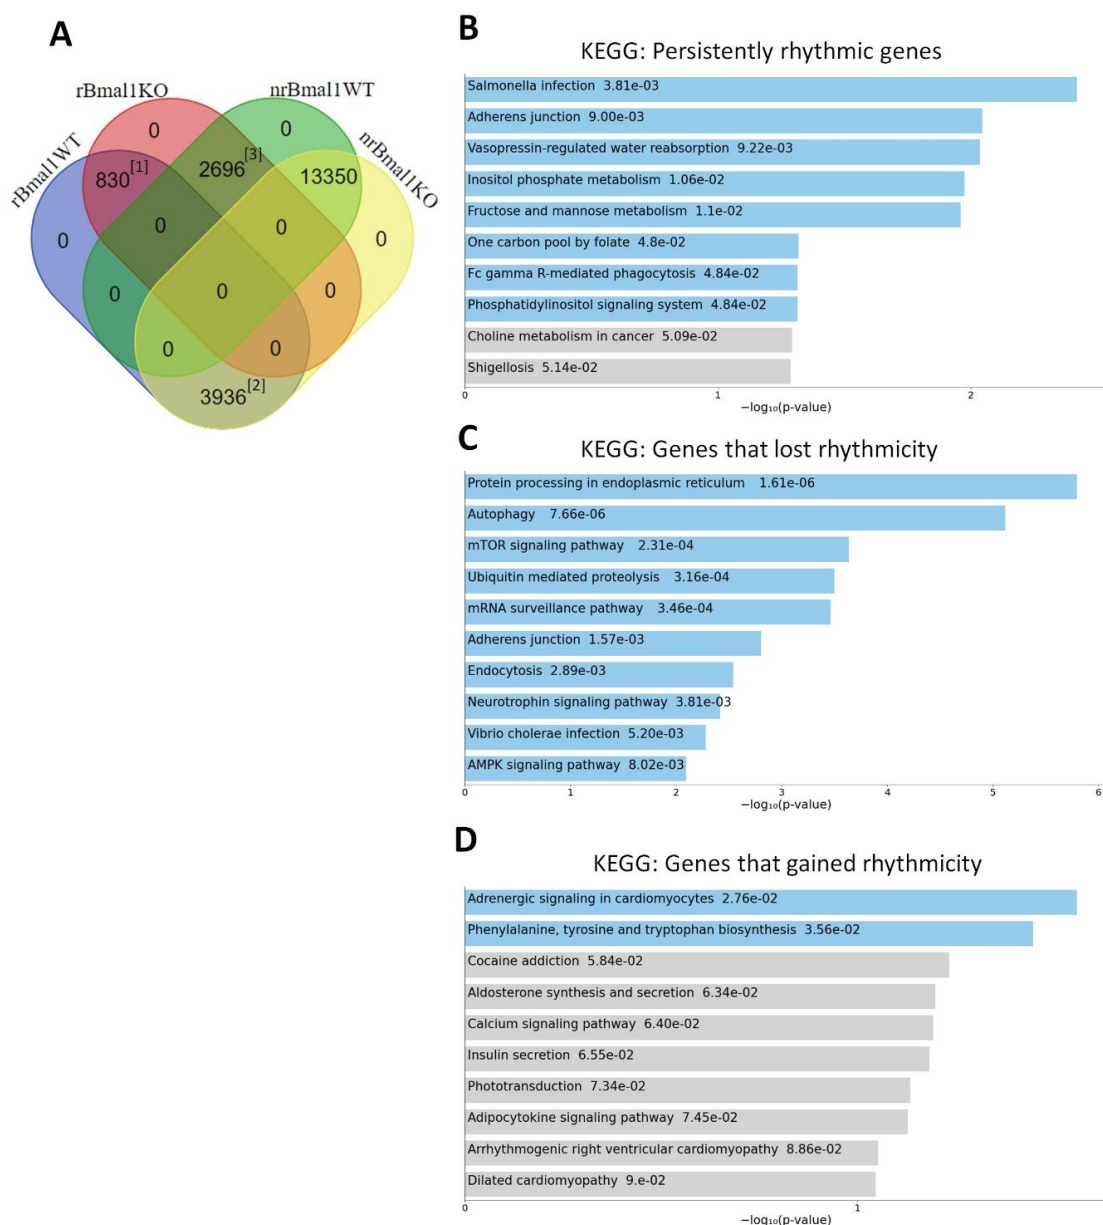 A
rBmal1KO
nrBmal1WT
rBmal1WT
nrBmal1KO
0
0
830[1]
2696[3]
13350
0
0
0
0
0
0
0
0
0
3936[2]
B
KEGG: Persistently rhythmic genes
Salmonella infection 3.81e-03
Adherens junction 9.00e-03
Vasopressin-regulated water reabsorption 9.22e-03
Inositol phosphate metabolism 1.06e-02
Fructose and mannose metabolism 1.1e-02
One carbon pool by folate 4.8e-02
Fc gamma R-mediated phagocytosis 4.84e-02
Phosphatidylinositol signaling system 4.84e-02
Choline metabolism in cancer 5.09e-02
Shigellosis 5.14e-02
0 1 2
−log₁₀(p-value)
C
KEGG: Genes that lost rhythmicity
Protein processing in endoplasmic reticulum 1.61e-06
Autophagy 7.66e-06
mTOR signaling pathway 2.31e-04
Ubiquitin mediated proteolysis 3.16e-04
mRNA surveillance pathway 3.46e-04
Adherens junction 1.57e-03
Endocytosis 2.89e-03
Neurotrophin signaling pathway 3.81e-03
Vibrio cholerae infection 5.20e-03
AMPK signaling pathway 8.02e-03
0 1 2 3 4 5 6
−log₁₀(p-value)
D
KEGG: Genes that gained rhythmicity
Adrenergic signaling in cardiomyocytes 2.76e-02
Phenylalanine, tyrosine and tryptophan biosynthesis 3.56e-02
Cocaine addiction 5.84e-02
Aldosterone synthesis and secretion 6.34e-02
Calcium signaling pathway 6.40e-02
Insulin secretion 6.55e-02
Phototransduction 7.34e-02
Adipocytokine signaling pathway 7.45e-02
Arrhythmogenic right ventricular cardiomyopathy 8.86e-02
Dilated cardiomyopathy 9.e-02
0 1
−log₁₀(p-value)